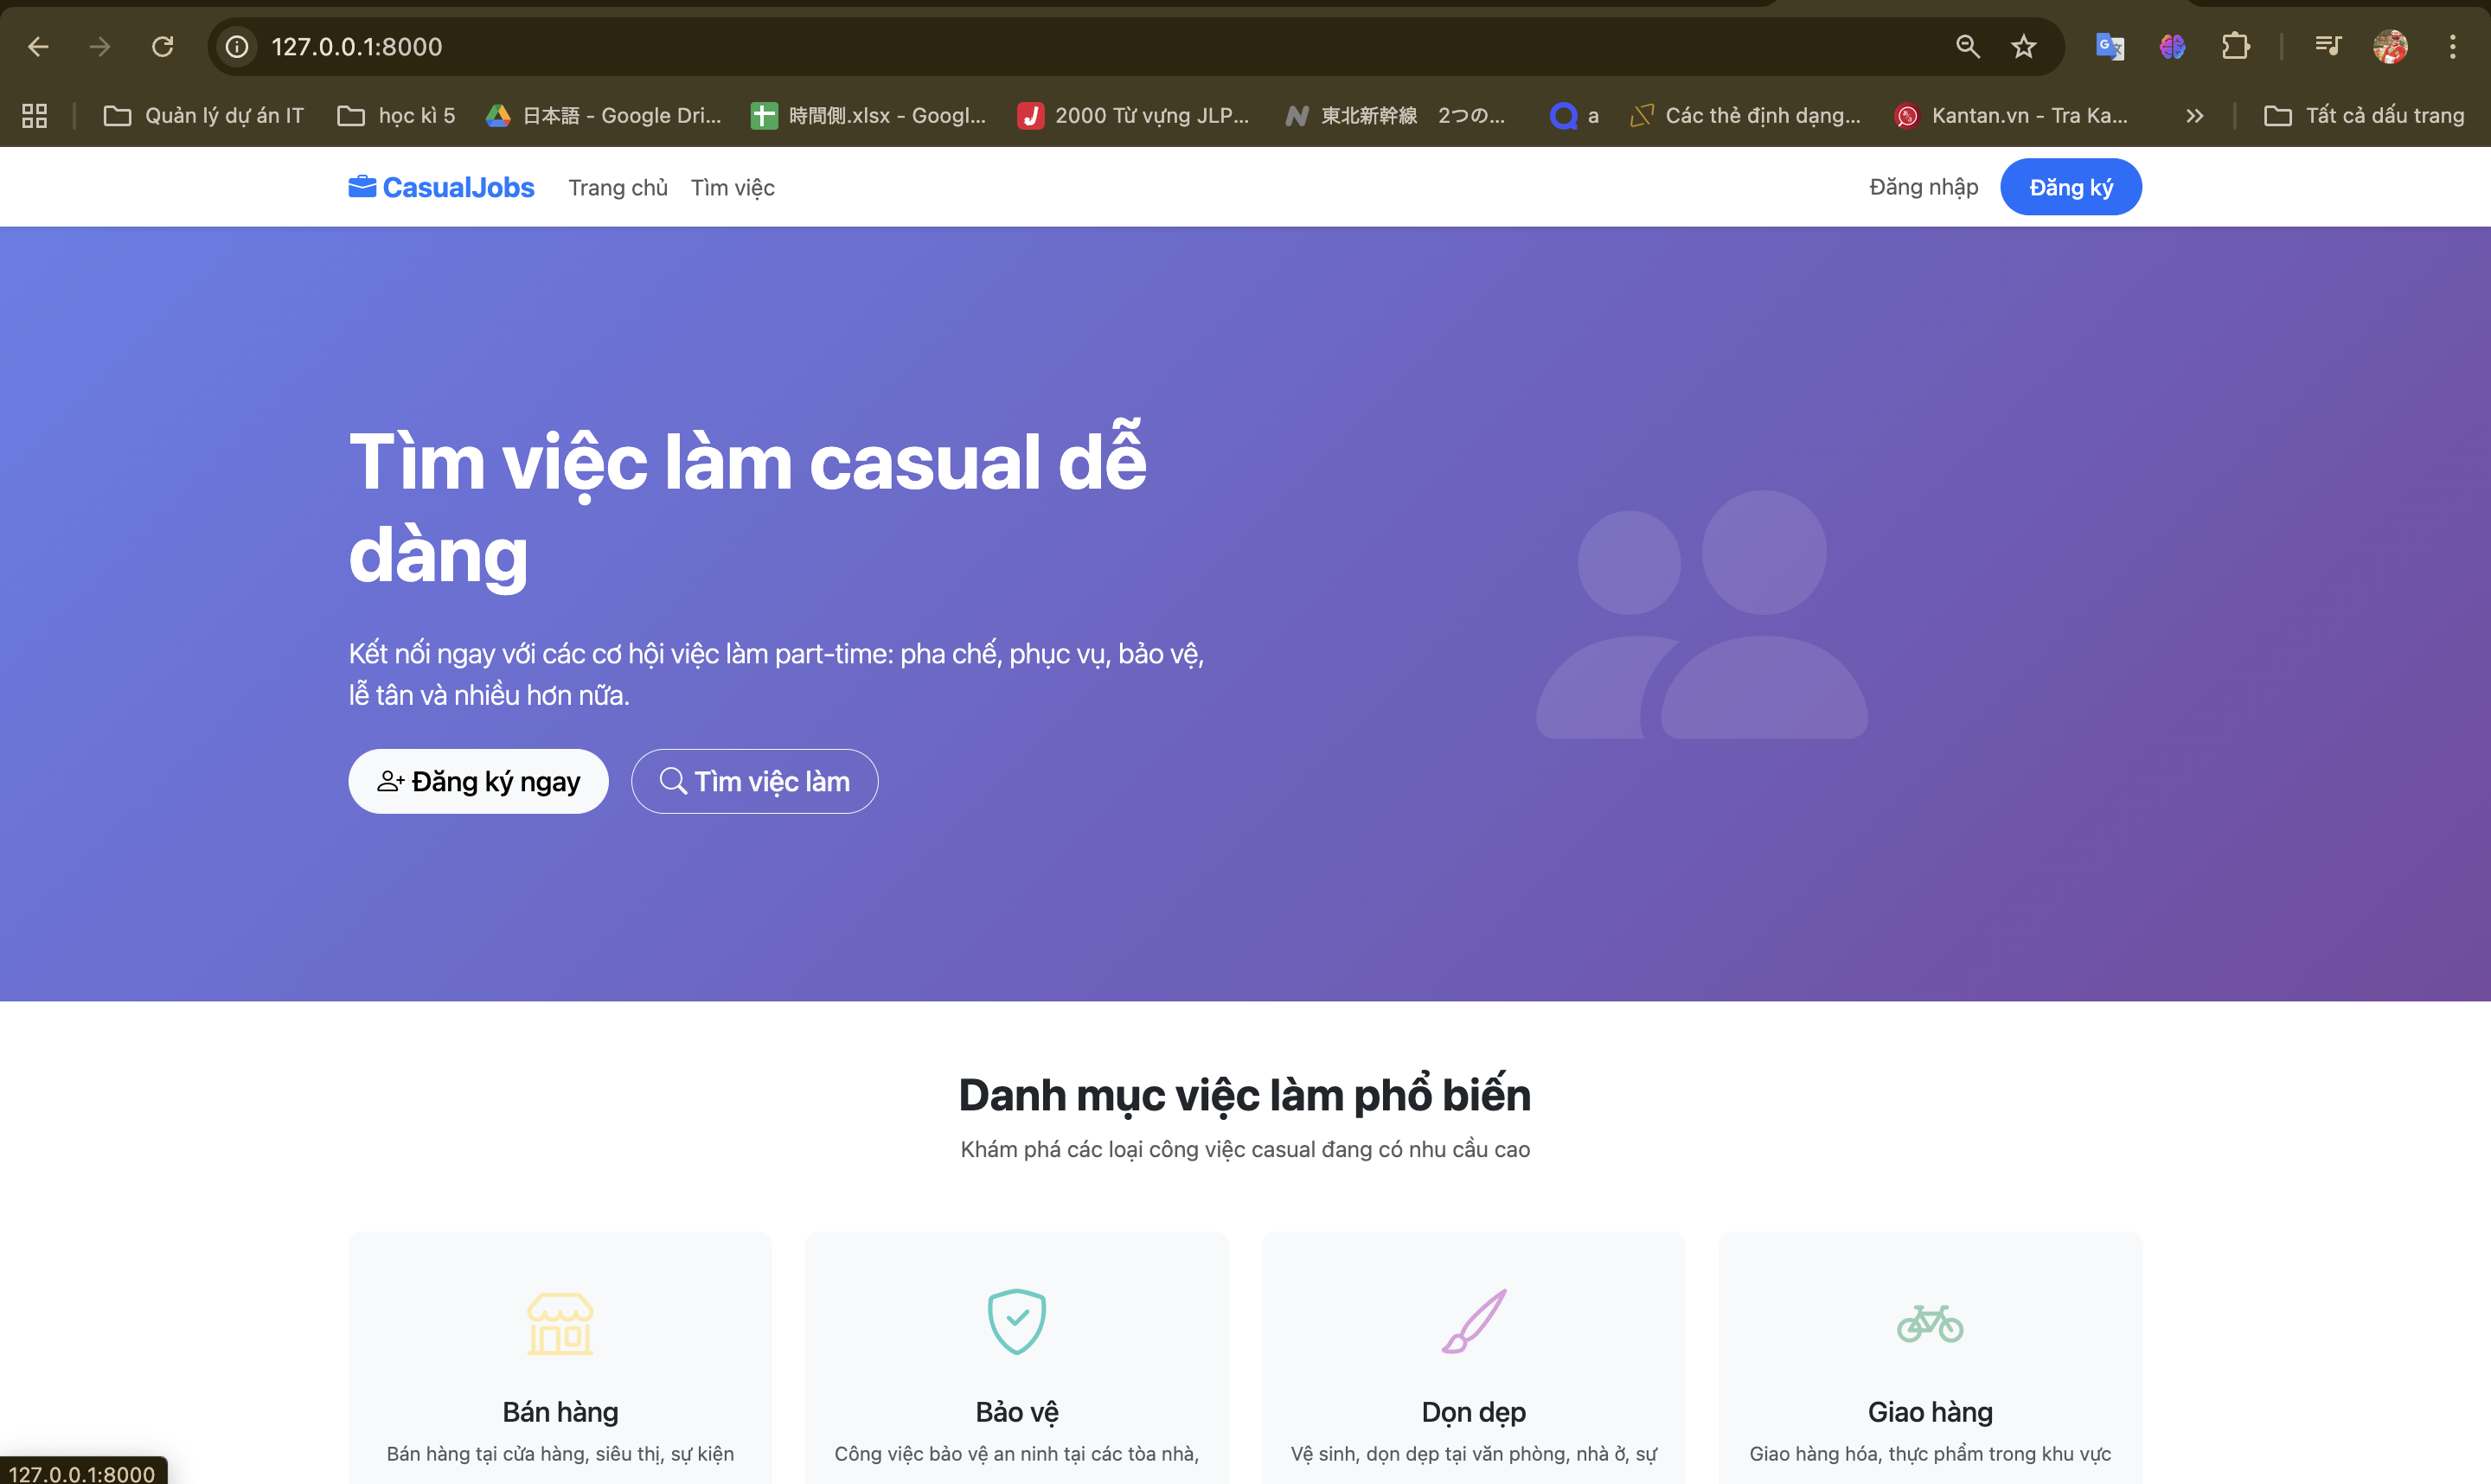 127.0.0.1:8000
Quản lý dự án IT
học kì 5
日本語 - Google Dri...
時間側.xlsx - Googl...
2000 Từ vựng JLP...
東北新幹線 2つの...
a
Các thẻ định dạng...
Kantan.vn - Tra Ka...
Tất cả dấu trang
CasualJobs
Trang chủ
Tìm việc
Đăng nhập
Đăng ký
Tìm việc làm casual dễ
dàng
Kết nối ngay với các cơ hội việc làm part-time: pha chế, phục vụ, bảo vệ,
lễ tân và nhiều hơn nữa.
Đăng ký ngay
Tìm việc làm
Danh mục việc làm phổ biến
Khám phá các loại công việc casual đang có nhu cầu cao
Bán hàng
Bán hàng tại cửa hàng, siêu thị, sự kiện
Bảo vệ
Công việc bảo vệ an ninh tại các tòa nhà,
Dọn dẹp
Vệ sinh, dọn dẹp tại văn phòng, nhà ở, sự
Giao hàng
Giao hàng hóa, thực phẩm trong khu vực
127.0.0.1:8000